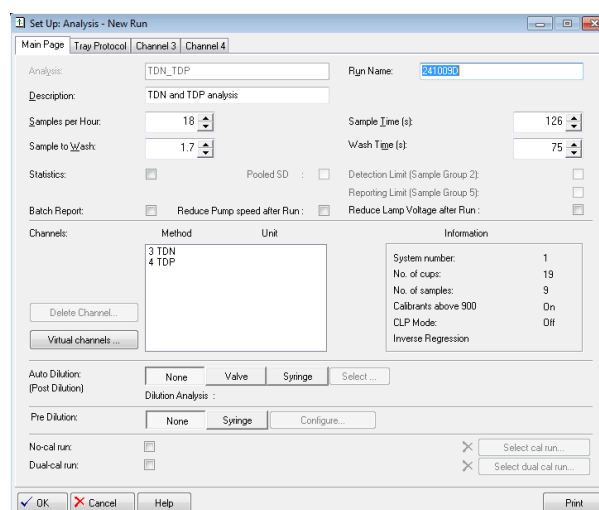 Set Up: Analysis - New Run
Main Page Tray Protocol Channel 3 Channel 4
Analysis: TDN_TDP Run Name: 241009D
Description: TDN and TDP analysis
Samples per Hour: 18 Sample Time (s): 126
Sample to Wash: 1.7 Wash Time (s): 75
Statistics: Pooled SD : Detection Limit (Sample Group 2):
Reporting Limit (Sample Group 5):
Batch Report: Reduce Pump speed after Run : Reduce Lamp Voltage after Run :
Channels: Method Unit Information
3 TDN
4 TDP
System number: 1
No. of cups: 19
No. of samples: 9
Calibrants above 900 On
CLP Mode: Off
Inverse Regression
Delete Channel...
Virtual channels ...
Auto Dilution: None Valve Syringe Select ...
(Post Dilution)
Dilution Analysis :
Pre Dilution: None Syringe Configure...
No-cal run: Select cal run...
Dual-cal run: Select dual cal run...
OK Cancel Help Print